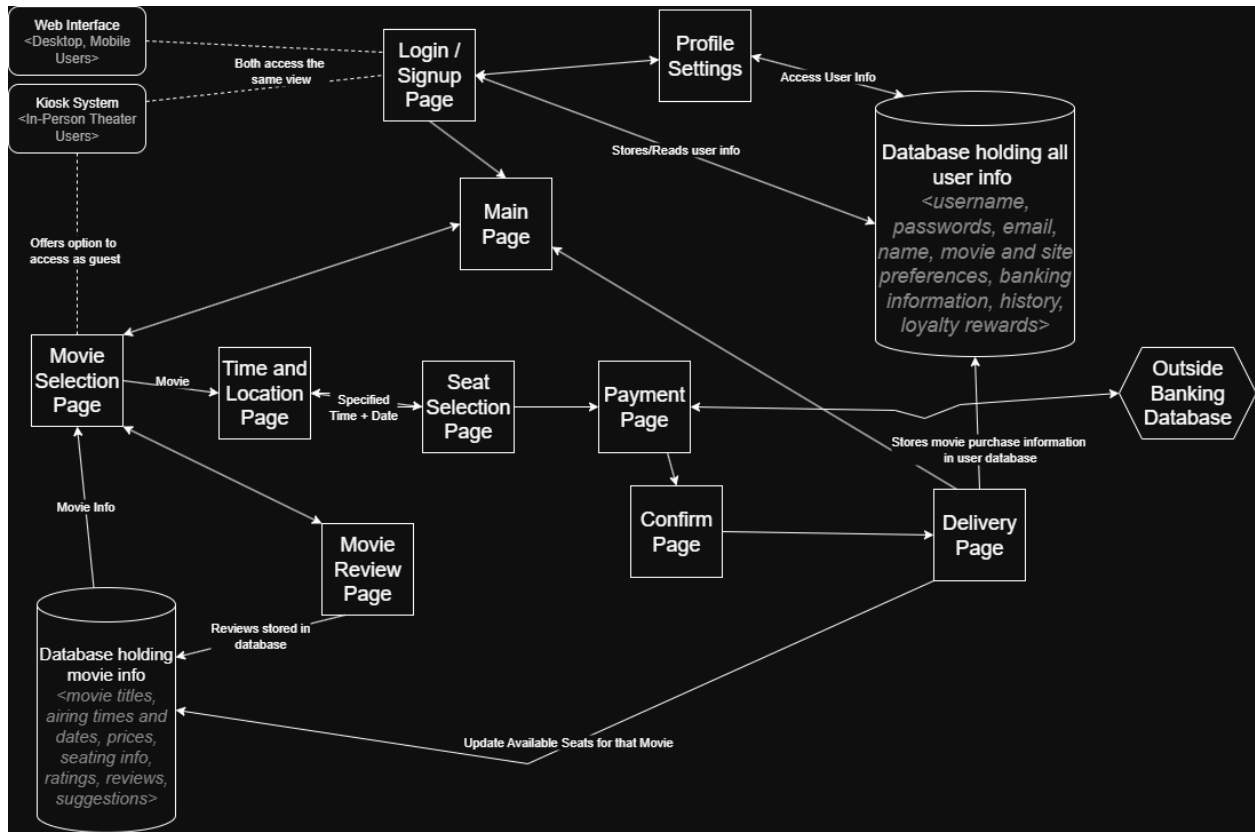 Web Interface
<Desktop, Mobile
Users>
Kiosk System
<In-Person Theater
Users>
Both access the
same view
Login /
Signup
Page
Profile
Settings
Access User Info
Stores/Reads user info
Database holding all
user info
<username,
passwords, email,
name, movie and site
preferences, banking
information, history,
loyalty rewards>
Main
Page
Offers option to
access as guest
Movie
Selection
Page
Movie
Time and
Location
Page
Specified
Time + Date
Seat
Selection
Page
Payment
Page
Outside
Banking
Database
Stores movie purchase information
in user database
Confirm
Page
Delivery
Page
Movie Info
Movie
Review
Page
Reviews stored in
database
Database holding
movie info
<movie titles,
airing times and
dates, prices,
seating info,
ratings, reviews,
suggestions>
Update Available Seats for that Movie